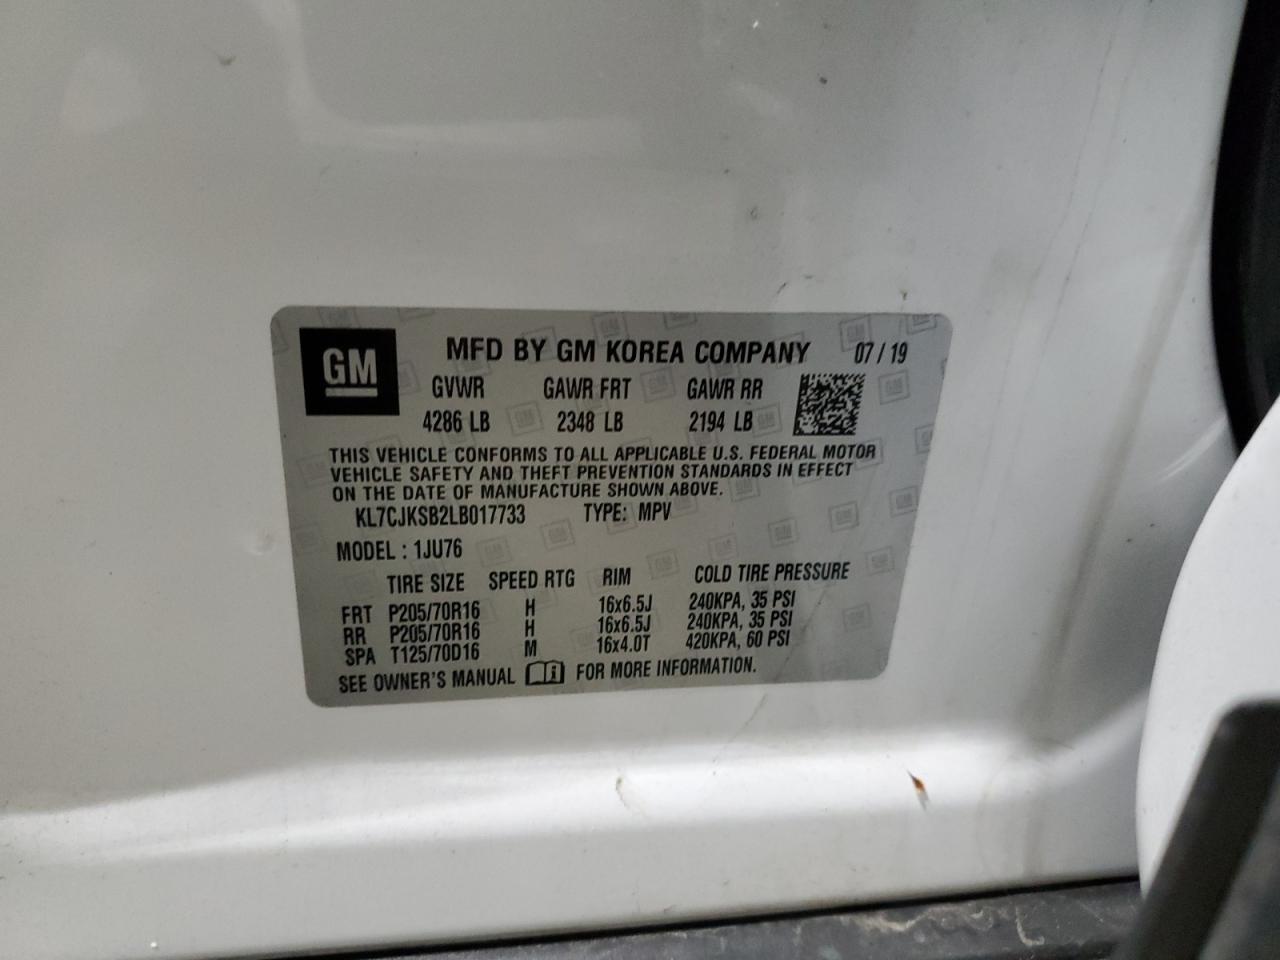 GM MFD BY GM KOREA COMPANY 07 / 19
GVWR GAWR FRT GAWR RR
4286 LB 2348 LB 2194 LB
THIS VEHICLE CONFORMS TO ALL APPLICABLE U.S. FEDERAL MOTOR
VEHICLE SAFETY AND THEFT PREVENTION STANDARDS IN EFFECT
ON THE DATE OF MANUFACTURE SHOWN ABOVE.
KL7CJKSB2LB017733 TYPE: MPV
MODEL : 1JU76
TIRE SIZE SPEED RTG RIM COLD TIRE PRESSURE
FRT P205/70R16 H 16x6.5J 240KPA, 35 PSI
RR P205/70R16 H 16x6.5J 240KPA, 35 PSI
SPA T125/70D16 M 16x4.0T 420KPA, 60 PSI
SEE OWNER'S MANUAL FOR MORE INFORMATION.